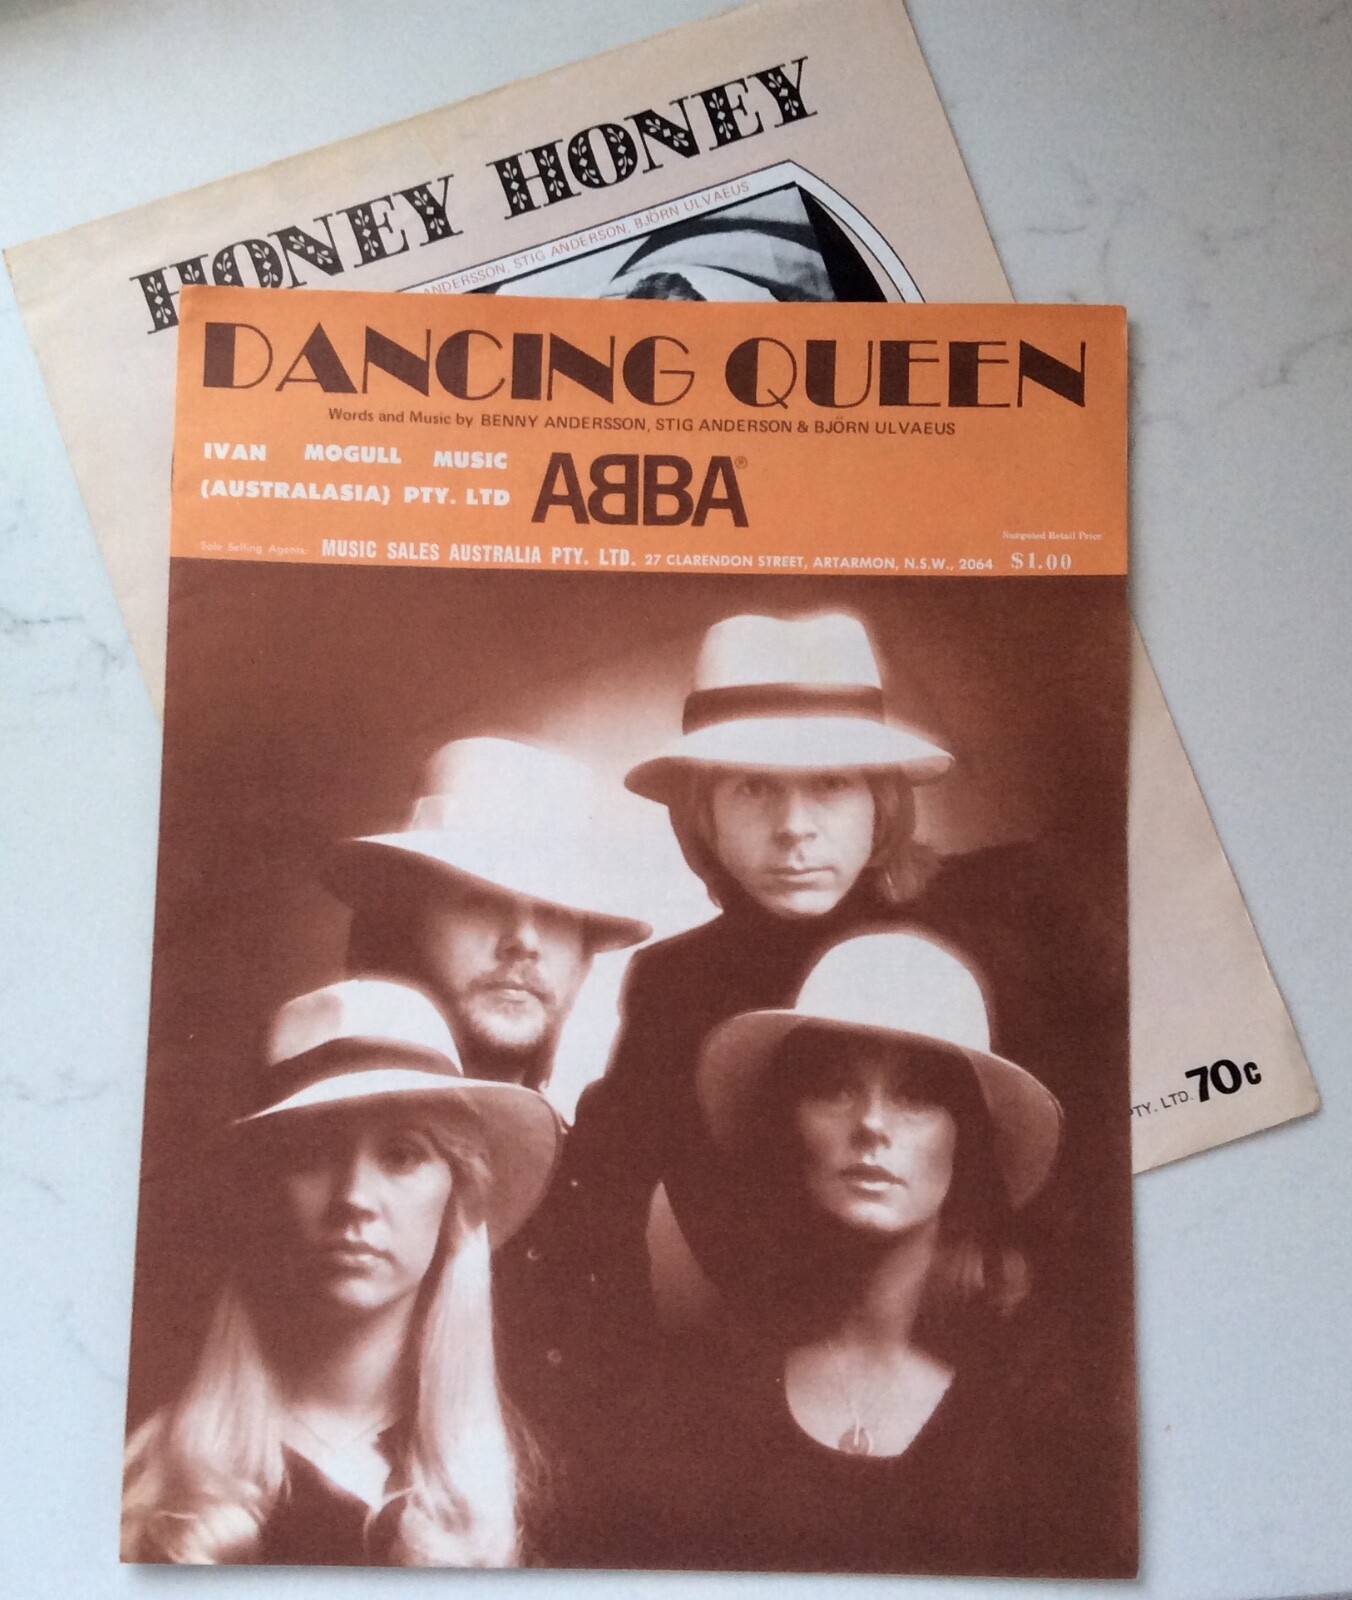 HONEY HONEY
ANDERSSON, STIG ANDERSON, BJÖRN ULVAEUS
DANCING QUEEN
Words and Music by BENNY ANDERSSON, STIG ANDERSON & BJÖRN ULVAEUS
IVAN MOGULL MUSIC
(AUSTRALASIA) PTY. LTD
ABBA®
Suggested Retail Price
Sole Selling Agents: MUSIC SALES AUSTRALIA PTY. LTD. 27 CLARENDON STREET, ARTARMON, N.S.W., 2064 $1.00
PTY. LTD. 70c